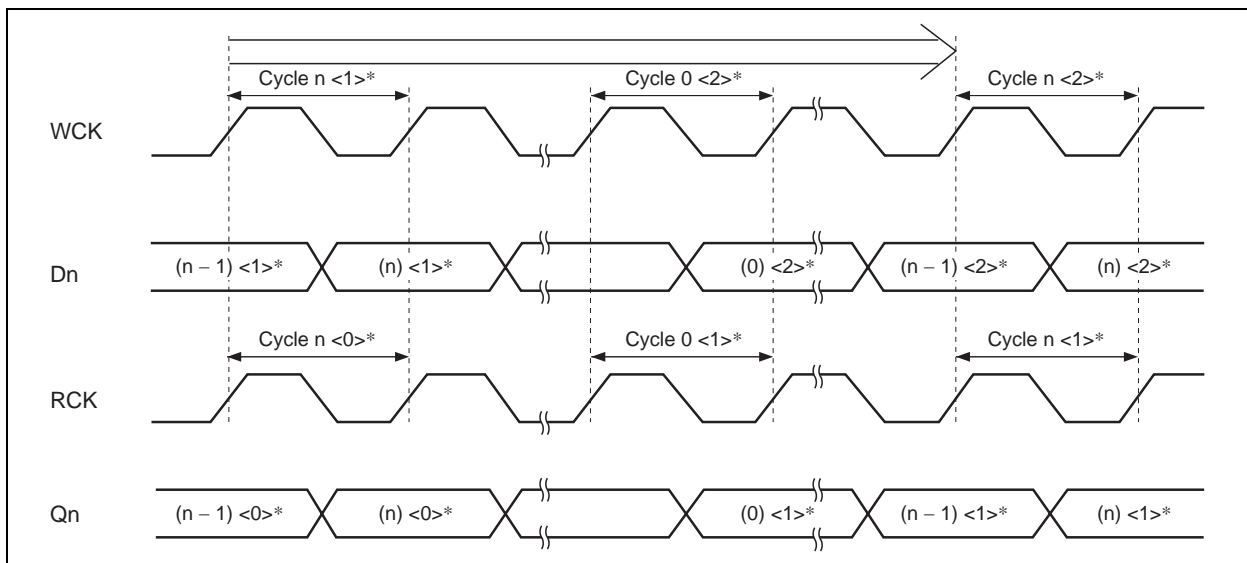 Cycle n <1>* Cycle 0 <2>* Cycle n <2>*
WCK
(n – 1) <1>* (n) <1>* (0) <2>* (n – 1) <2>* (n) <2>*
Dn
Cycle n <0>* Cycle 0 <1>* Cycle n <1>*
RCK
(n – 1) <0>* (n) <0>* (0) <1>* (n – 1) <1>* (n) <1>*
Qn